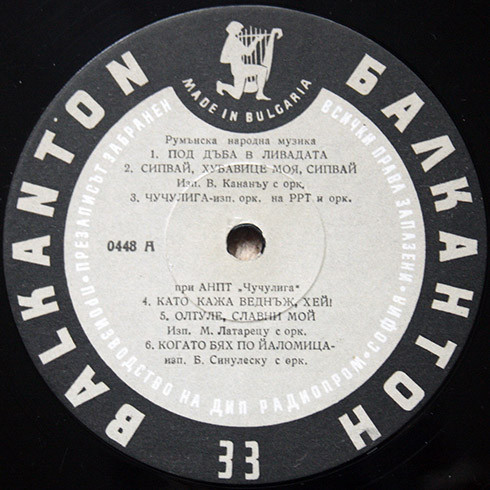 BALKANTON
БАЛКАНТОН
MADE IN BULGARIA
ПРЕЗАПИСЪТ ЗАБРАНЕН
ВСИЧКИ ПРАВА ЗАПАЗЕНИ
ПРОИЗВОДСТВО НА ДИП РАДИОПРОМ • СОФИЯ
Румънска народна музика
1. ПОД ДЪБА В ЛИВАДАТА
2. СИПВАЙ, ХУБАВИЦЕ МОЯ, СИПВАЙ
Изп. В. Кананъу с орк.
3. ЧУЧУЛИГА-изп. орк. на РРТ и орк.
0448 А
при АНПТ „Чучулига“
4. КАТО КАЖА ВЕДНЪЖ, ХЕЙ!
5. ОЛТУЛЕ, СЛАВНИ МОЙ
Изп. М. Латарецу с орк.
6. КОГАТО БЯХ ПО ЙАЛОМИЦА-
изп. Б. Синулеску с орк.
33